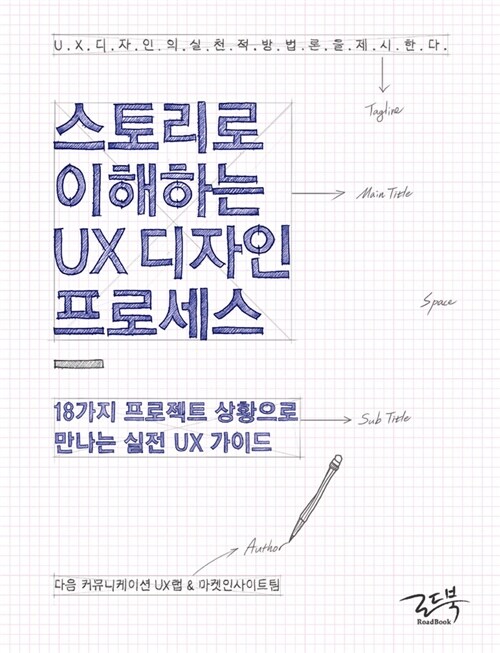 U.X.디.자.인.의.실.천.적.방.법.론.을.제.시.한.다.
Tagline
스토리로
이해하는
UX 디자인
프로세스
Main Title
Space
18가지 프로젝트 상황으로
만나는 실전 UX 가이드
Sub Title
Author
다음 커뮤니케이션 UX랩 & 마켓인사이트팀
로드북
RoadBook